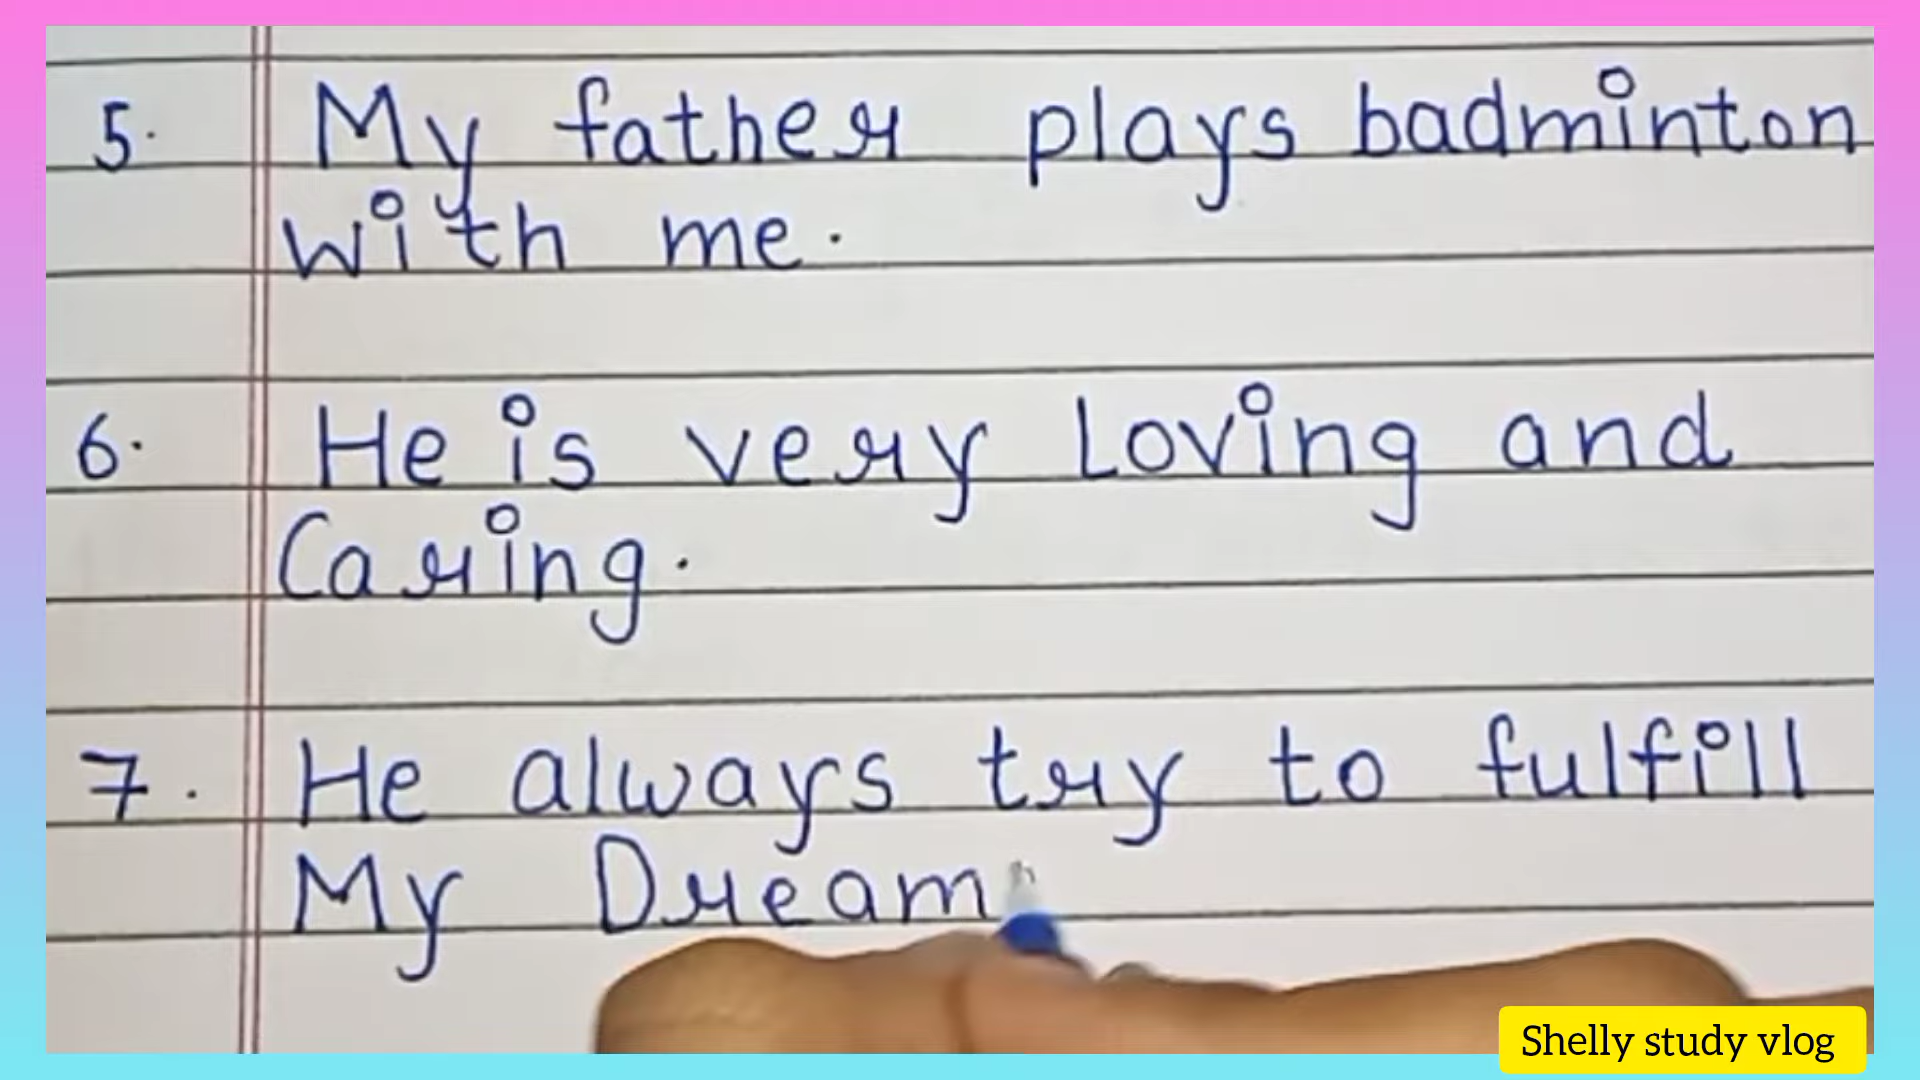 5. My father plays badminton
with me.
6. He is very Loving and
Caring.
7. He always try to fulfill
My Dream
Shelly study vlog